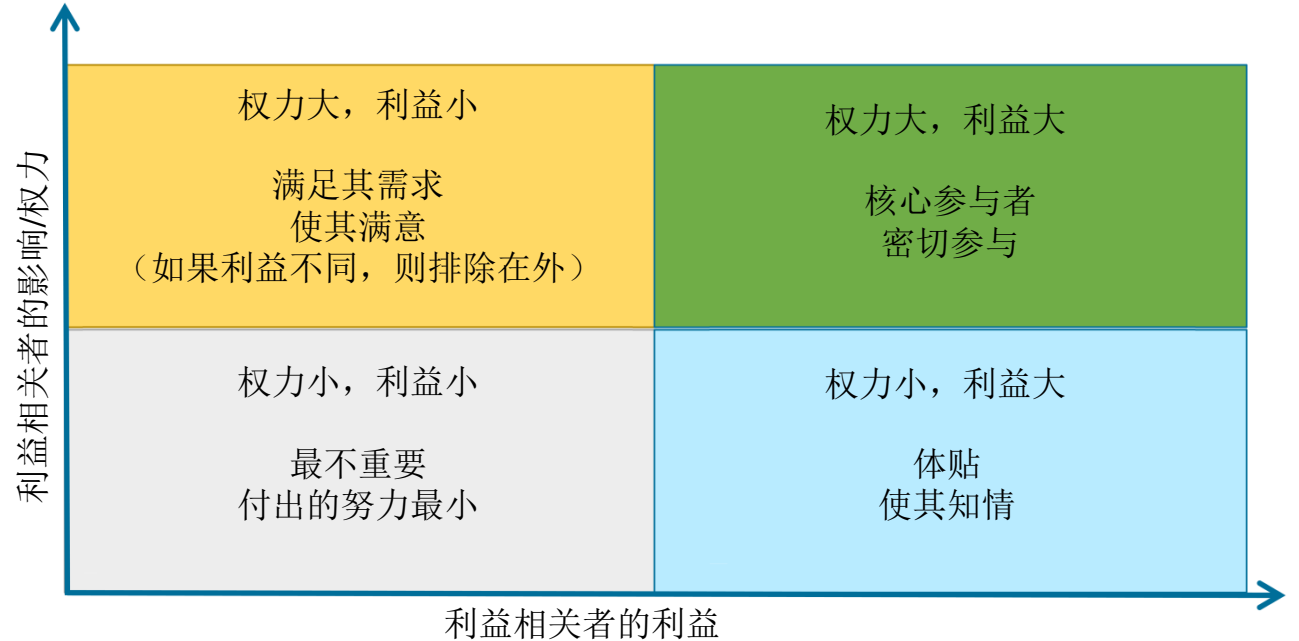 利益相关者的影响/权力
权力大，利益小
满足其需求
使其满意
（如果利益不同，则排除在外）
权力大，利益大
核心参与者
密切参与
权力小，利益小
最不重要
付出的努力最小
权力小，利益大
体贴
使其知情
利益相关者的利益